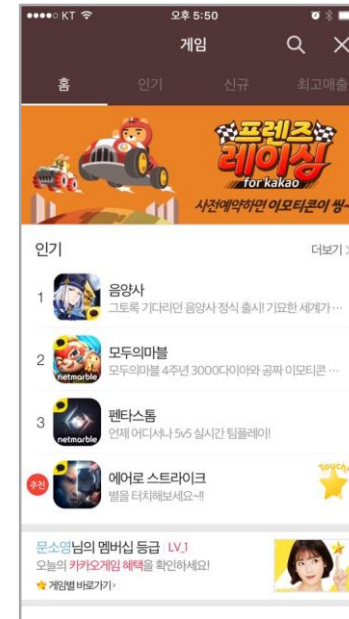 KT 오후 5:50
게임
홈 인기 신규 최고매출
프렌즈
레이싱
for kakao
사전예약하면 이모티콘이 씽~
인기 더보기
1 음양사
그토록 기다리던 음양사 정식 출시! 기묘한 세계가…
2 모두의마블
모두의마블 4주년 3000다이아와 공짜 이모티콘 …
netmarble
3 펜타스톰
언제 어디서나 5v5 실시간 팀플레이!
netmarble
추천 에어로 스트라이크
별을 터치해보세요~!!
Touch!
문소영님의 멤버십 등급 | LV_1
오늘의 카카오게임 혜택을 확인하세요!
게임별 바로가기>